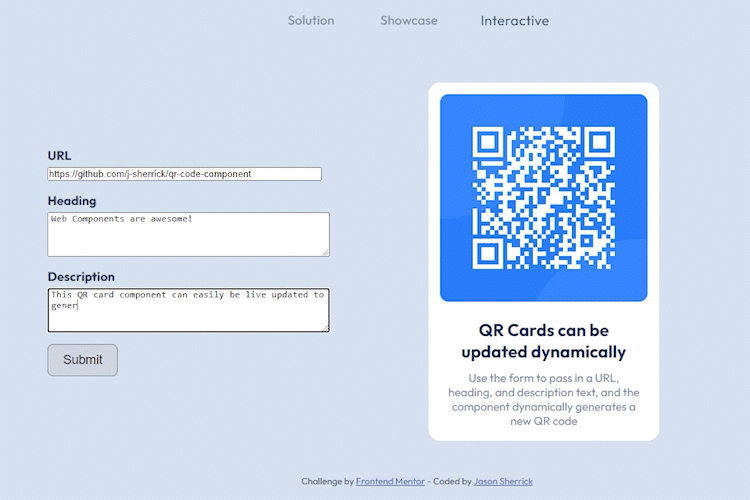 Solution Showcase Interactive
URL
https://github.com/j-sherrick/qr-code-component
Heading
Web Components are awesome!
Description
This QR card component can easily be live updated to
gener
Submit
QR Cards can be
updated dynamically
Use the form to pass in a URL,
heading, and description text, and the
component dynamically generates a
new QR code
Challenge by Frontend Mentor - Coded by Jason Sherrick